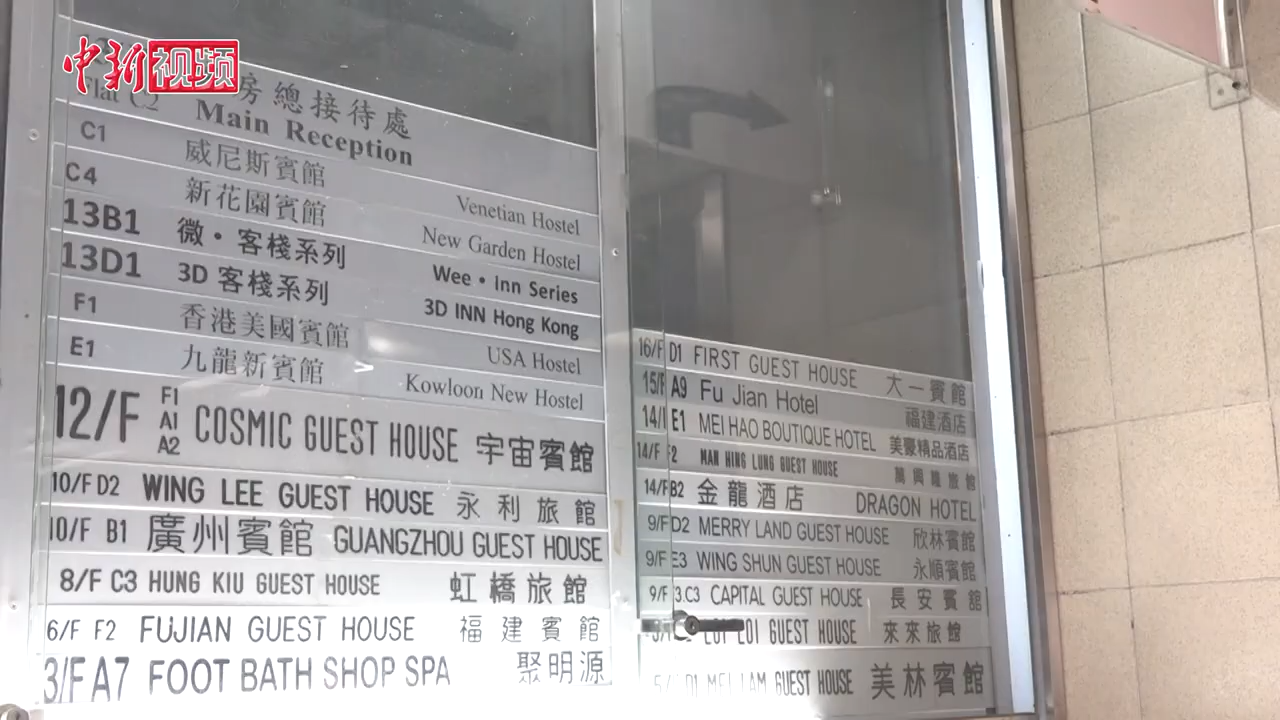 中新视频
房總接待處
Flat C2 Main Reception
C1 威尼斯賓館 Venetian Hostel
C4 新花園賓館 New Garden Hostel
13B1 微·客棧系列 Wee·Inn Series
13D1 3D 客棧系列 3D INN Hong Kong
F1 香港美國賓館 USA Hostel
E1 九龍新賓館 Kowloon New Hostel
12/F F1 A1 A2 COSMIC GUEST HOUSE 宇宙賓館
10/F D2 WING LEE GUEST HOUSE 永利旅館
10/F B1 廣州賓館 GUANGZHOU GUEST HOUSE
8/F C3 HUNG KIU GUEST HOUSE 虹橋旅館
6/F F2 FUJIAN GUEST HOUSE 福建賓館
3/F A7 FOOT BATH SHOP SPA 聚明源
16/F D1 FIRST GUEST HOUSE 大一賓館
15/F A9 Fu Jian Hotel 福建酒店
14/F E1 MEI HAO BOUTIQUE HOTEL 美豪精品酒店
14/F F2 MAN HING LUNG GUEST HOUSE 萬興隆旅館
14/F B2 金龍酒店 DRAGON HOTEL
9/F D2 MERRY LAND GUEST HOUSE 欣林賓館
9/F E3 WING SHUN GUEST HOUSE 永順賓館
9/F 3.C3 CAPITAL GUEST HOUSE 長安賓館
LOI LOI GUEST HOUSE 來來旅館
5/ D1 MEI LAM GUEST HOUSE 美林賓館